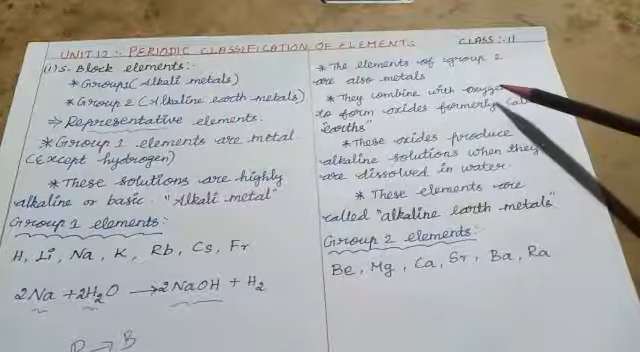 UNIT 12:- PERIODIC CLASSIFICATION OF ELEMENTS CLASS:-11
(i) S-Block elements:-
* Group 1 (Alkali metals)
* Group 2 (Alkaline earth metals)
⇒ Representative elements.
* Group 1 elements are metal
(Except hydrogen)
* These solutions are highly
alkaline or basic. "Alkali metal"
Group 1 elements:-
H, Li, Na, K, Rb, Cs, Fr
2Na + 2H₂O → 2NaOH + H₂
B
* The elements of group 2
are also metals
* They combine with
to form oxides formerly
earths"
* These oxides produce
alkaline solutions when they
are dissolved in water.
* These elements are
called "alkaline earth metals"
Group 2 elements:-
Be, Mg, Ca, Sr, Ba, Ra